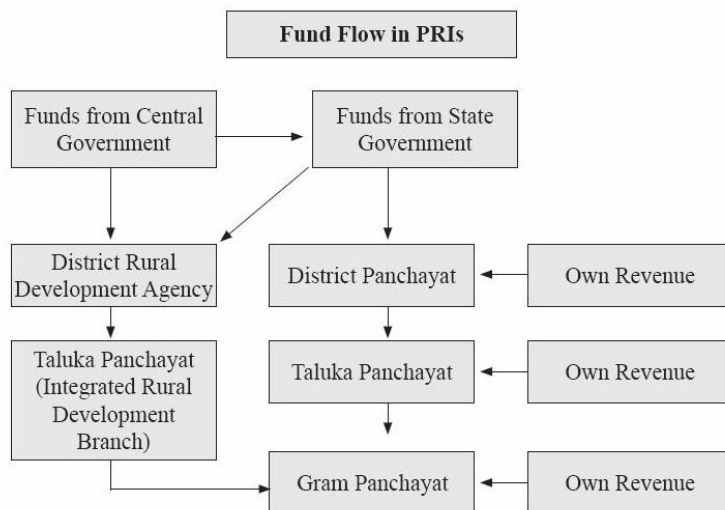 Fund Flow in PRIs
Funds from Central
Government
Funds from State
Government
District Rural
Development Agency
District Panchayat
Own Revenue
Taluka Panchayat
(Integrated Rural
Development
Branch)
Taluka Panchayat
Own Revenue
Gram Panchayat
Own Revenue